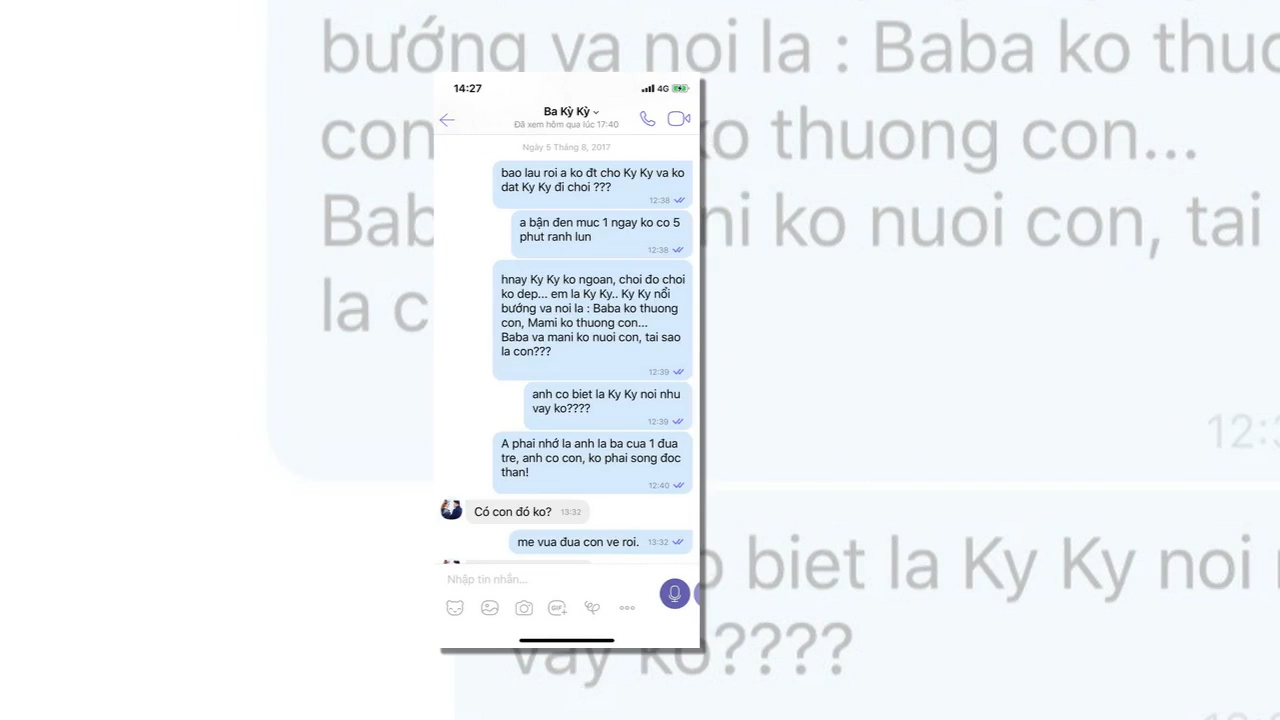 bướng va noi la : Baba ko thuo
con
ko thuong con...
Bab
ni ko nuoi con, tai
la c
12:3
biet la Ky Ky noi
vay ko????
14:27
4G
Ba Kỳ Kỳ
Đã xem hôm qua lúc 17:40
Ngày 5 Tháng 8, 2017
bao lau roi a ko đt cho Ky Ky va ko
dat Ky Ky đi choi ???
12:38
a bận đen muc 1 ngay ko co 5
phut ranh lun
12:38
hnay Ky Ky ko ngoan, choi đo choi
ko dep... em la Ky Ky.. Ky Ky nổi
bướng va noi la : Baba ko thuong
con, Mami ko thuong con...
Baba va mani ko nuoi con, tai sao
la con???
12:39
anh co biet la Ky Ky noi nhu
vay ko????
12:39
A phai nhớ la anh la ba cua 1 đua
tre, anh co con, ko phai song đoc
than!
12:40
Có con đó ko? 13:32
me vua đua con ve roi. 13:32
Nhập tin nhắn...
GIF